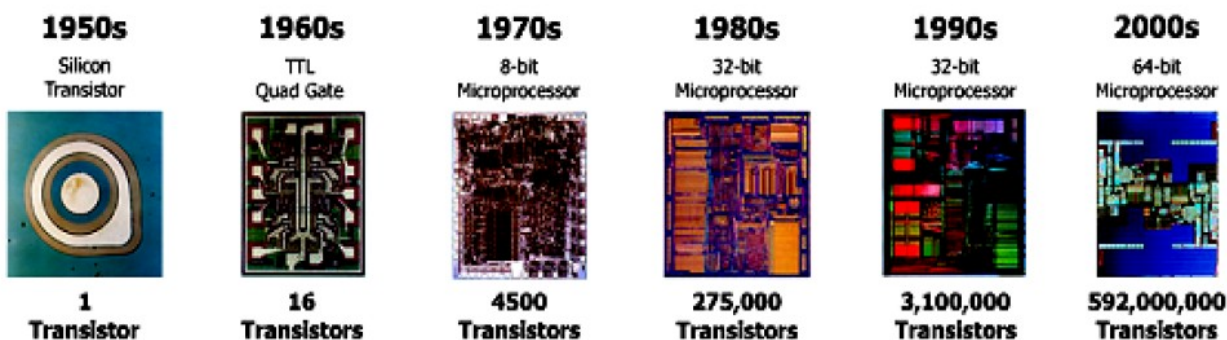 1950s
Silicon
Transistor
1
Transistor
1960s
TTL
Quad Gate
16
Transistors
1970s
8-bit
Microprocessor
4500
Transistors
1980s
32-bit
Microprocessor
275,000
Transistors
1990s
32-bit
Microprocessor
3,100,000
Transistors
2000s
64-bit
Microprocessor
592,000,000
Transistors